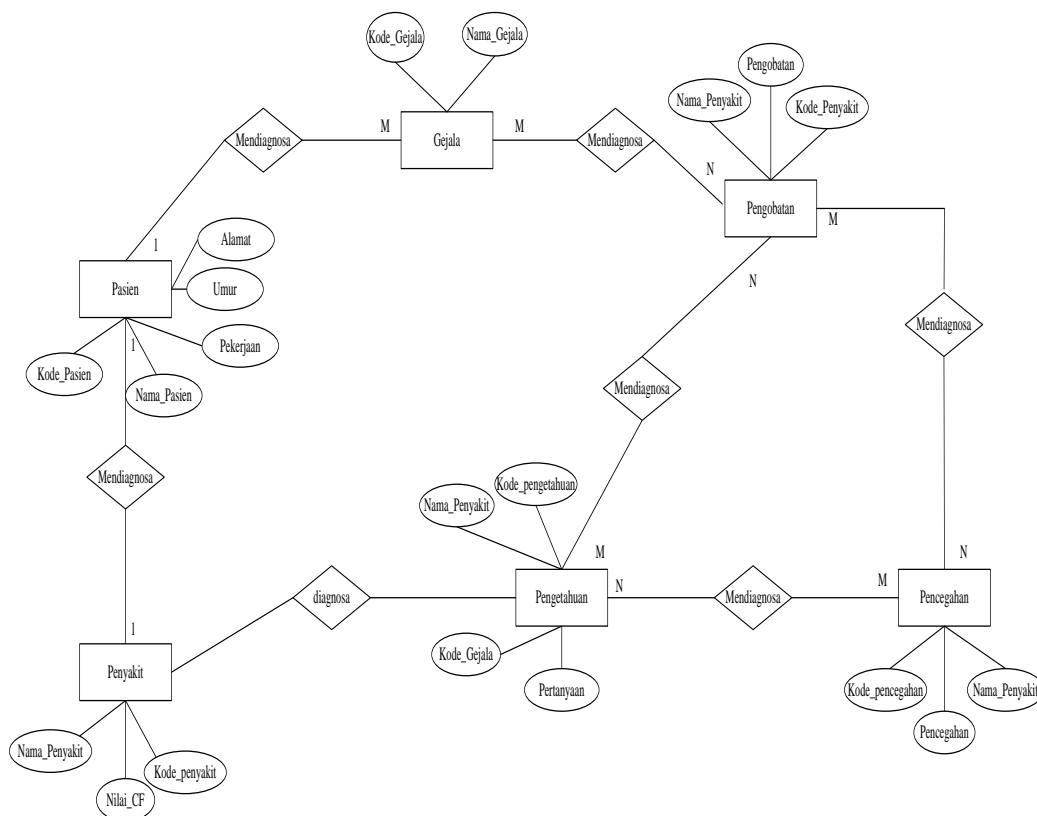 Kode_Gejala
Nama_Gejala
Pengobatan
Nama_Penyakit
Kode_Penyakit
Mendiagnosa
M
Gejala
M
Mendiagnosa
N
Pengobatan
M
1
Alamat
Pasien
Umur
N
1
Pekerjaan
Kode_Pasien
Nama_Pasien
Mendiagnosa
Mendiagnosa
Mendiagnosa
Kode_pengetahuan
Nama_Penyakit
M
N
diagnosa
Pengetahuan
N
Mendiagnosa
M
Pencegahan
1
Penyakit
Kode_Gejala
Pertanyaan
Kode_pencegahan
Nama_Penyakit
Pencegahan
Nama_Penyakit
Kode_penyakit
Nilai_CF